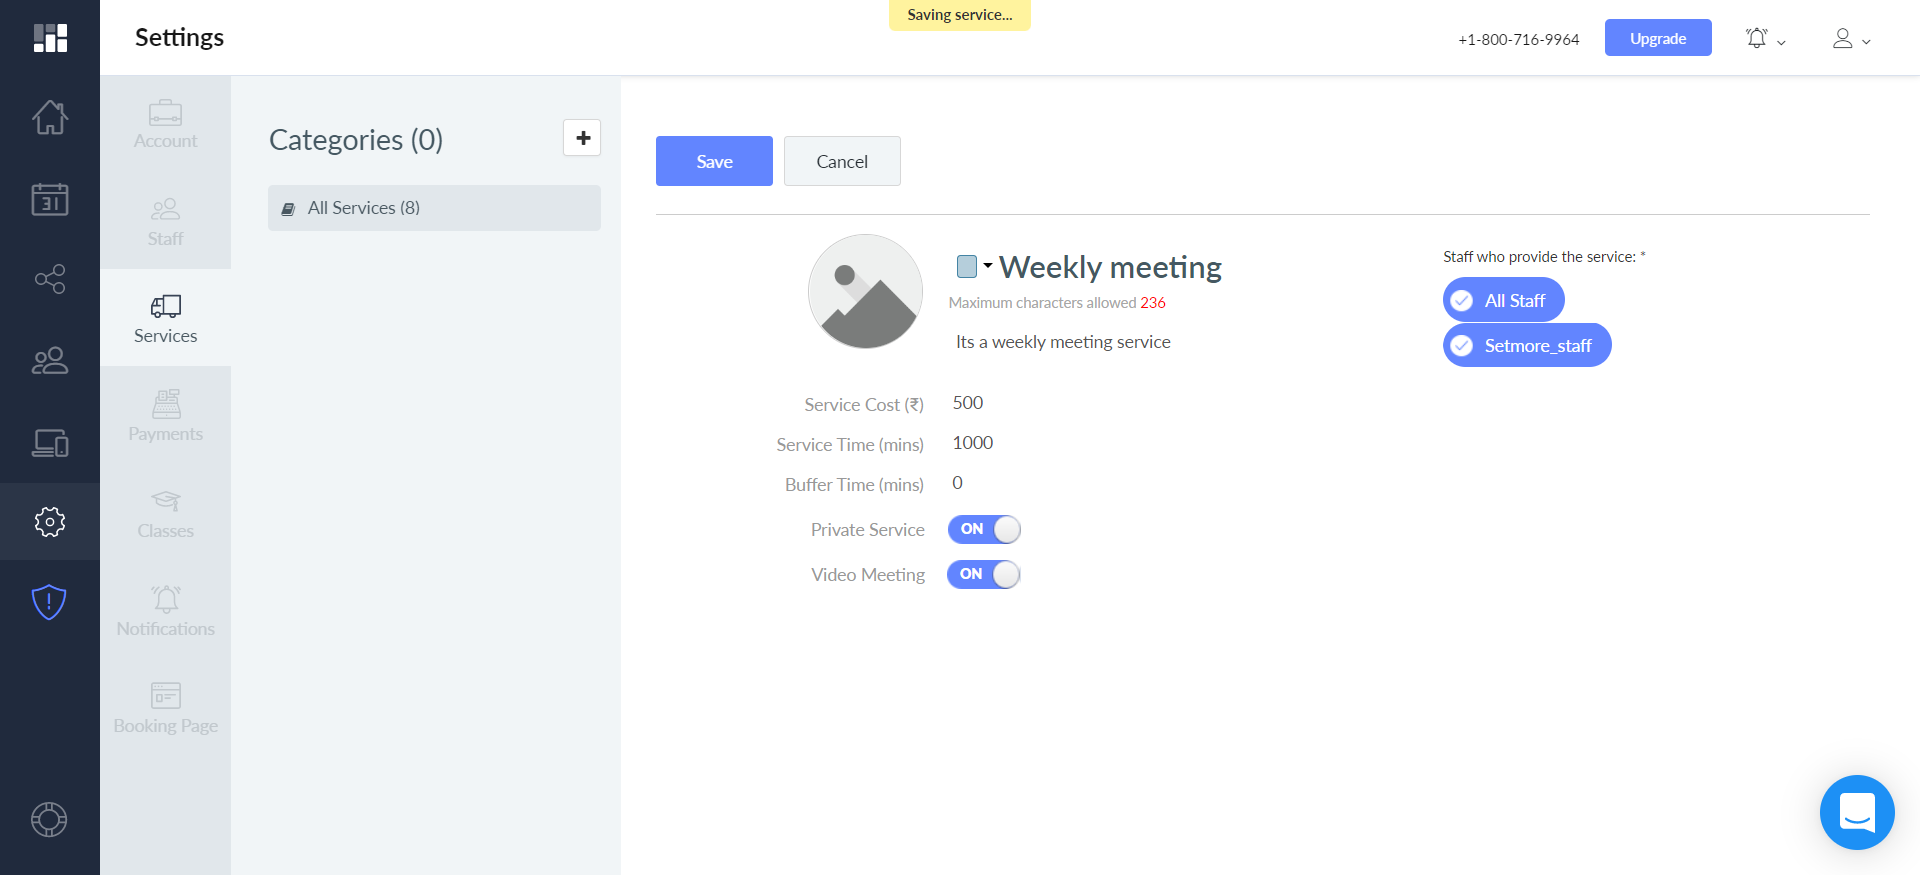 Saving service...
Settings
+1-800-716-9964
Upgrade
31
Account
Staff
Services
Payments
Classes
Notifications
Booking Page
Categories (0)
+
All Services (8)
Save
Cancel
Weekly meeting
Maximum characters allowed 236
Its a weekly meeting service
Staff who provide the service: *
All Staff
Setmore_staff
Service Cost (₹) 500
Service Time (mins) 1000
Buffer Time (mins) 0
Private Service ON
Video Meeting ON